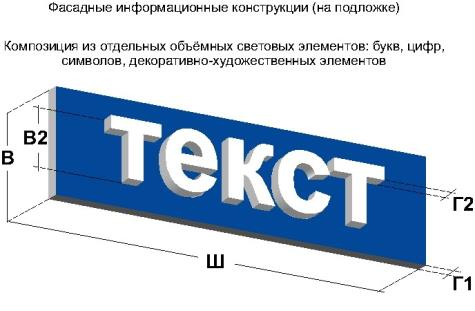 Фасадные информационные конструкции (на подложке)
Композиция из отдельных объёмных световых элементов: букв, цифр,
символов, декоративно-художественных элементов
В2
В
текст
Г2
Ш
Г1